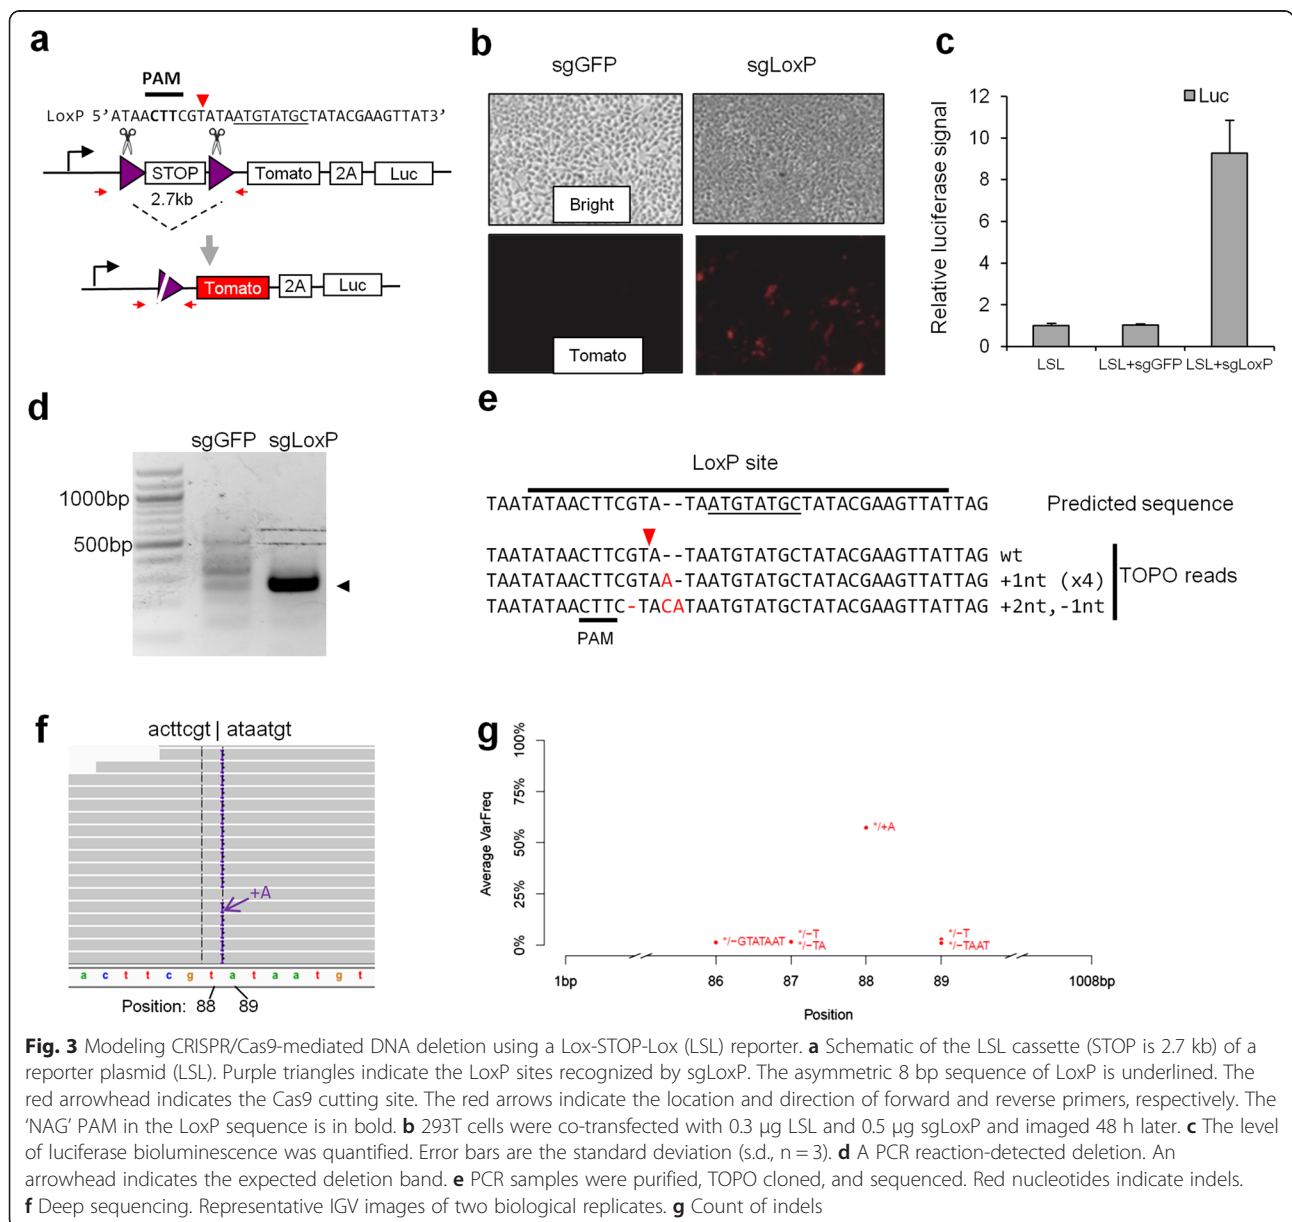 a
PAM
LoxP 5'ATAACTTCGTATAATGTATGCTATACGAAGTTAT3'
STOP
Tomato
2A
Luc
2.7kb
Tomato
2A
Luc
b
sgGFP
sgLoxP
Bright
Tomato
c
Relative luciferase signal
Luc
12
10
8
6
4
2
0
LSL
LSL+sgGFP
LSL+sgLoxP
d
sgGFP sgLoxP
1000bp
500bp
e
LoxP site
TAATATAACTTCGTA--TAATGTATGCTATACGAAGTTATTAG Predicted sequence
TAATATAACTTCGTA--TAATGTATGCTATACGAAGTTATTAG wt
TAATATAACTTCGTAA-TAATGTATGCTATACGAAGTTATTAG +1nt (x4)
TAATATAACTTC-TACATAATGTATGCTATACGAAGTTATTAG +2nt,-1nt
TOPO reads
PAM
f
acttcgt | ataatgt
+A
a c t t c g t a t a a t g t
Position: 88 89
g
Average VarFreq
100%
75%
50%
25%
0%
*/-GTATAAT
*/-T
*/-TA
*/+A
*/-T
*/-TAAT
1bp
86
87
88
89
1008bp
Position
Fig. 3 Modeling CRISPR/Cas9-mediated DNA deletion using a Lox-STOP-Lox (LSL) reporter. a Schematic of the LSL cassette (STOP is 2.7 kb) of a
reporter plasmid (LSL). Purple triangles indicate the LoxP sites recognized by sgLoxP. The asymmetric 8 bp sequence of LoxP is underlined. The
red arrowhead indicates the Cas9 cutting site. The red arrows indicate the location and direction of forward and reverse primers, respectively. The
'NAG' PAM in the LoxP sequence is in bold. b 293T cells were co-transfected with 0.3 μg LSL and 0.5 μg sgLoxP and imaged 48 h later. c The level
of luciferase bioluminescence was quantified. Error bars are the standard deviation (s.d., n = 3). d A PCR reaction-detected deletion. An
arrowhead indicates the expected deletion band. e PCR samples were purified, TOPO cloned, and sequenced. Red nucleotides indicate indels.
f Deep sequencing. Representative IGV images of two biological replicates. g Count of indels